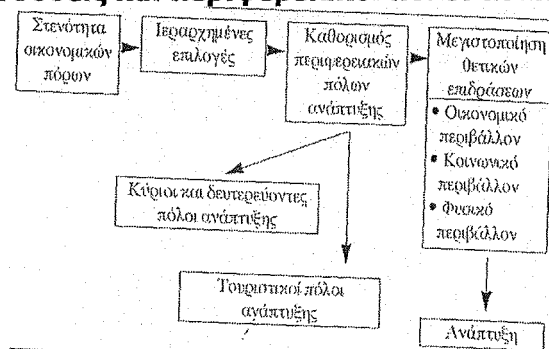 Στενότητα
οικονομικών
πόρων
Ιεραρχημένες
επιλογές
Καθορισμός
περιφερειακών
πόλων
ανάπτυξης
Μεγιστοποίηση
θετικών
επιδράσεων
• Οικονομικό
περιβάλλον
• Κοινωνικό
περιβάλλον
• Φυσικό
περιβάλλον
Κύριοι και δευτερεύοντες
πόλοι ανάπτυξης
Τουριστικοί πόλοι
ανάπτυξης
Ανάπτυξη